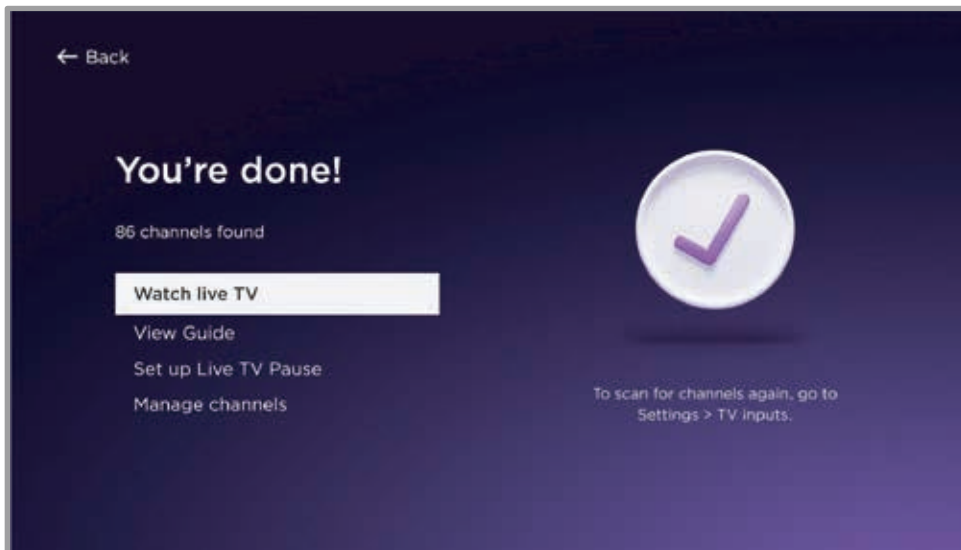 ← Back
You're done!
86 channels found
Watch live TV
View Guide
Set up Live TV Pause
Manage channels
To scan for channels again, go to
Settings > TV inputs.